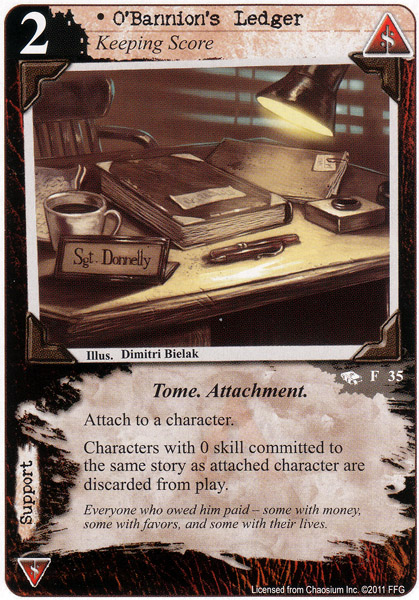 2
• O'Bannion's Ledger
Keeping Score
Sgt. Donnelly
Illus. Dimitri Bielak
F 35
Tome. Attachment.
Attach to a character.
Characters with 0 skill committed to
the same story as attached character are
discarded from play.
Everyone who owed him paid – some with money,
some with favors, and some with their lives.
Support
Licensed from Chaosium Inc. ©2011 FFG